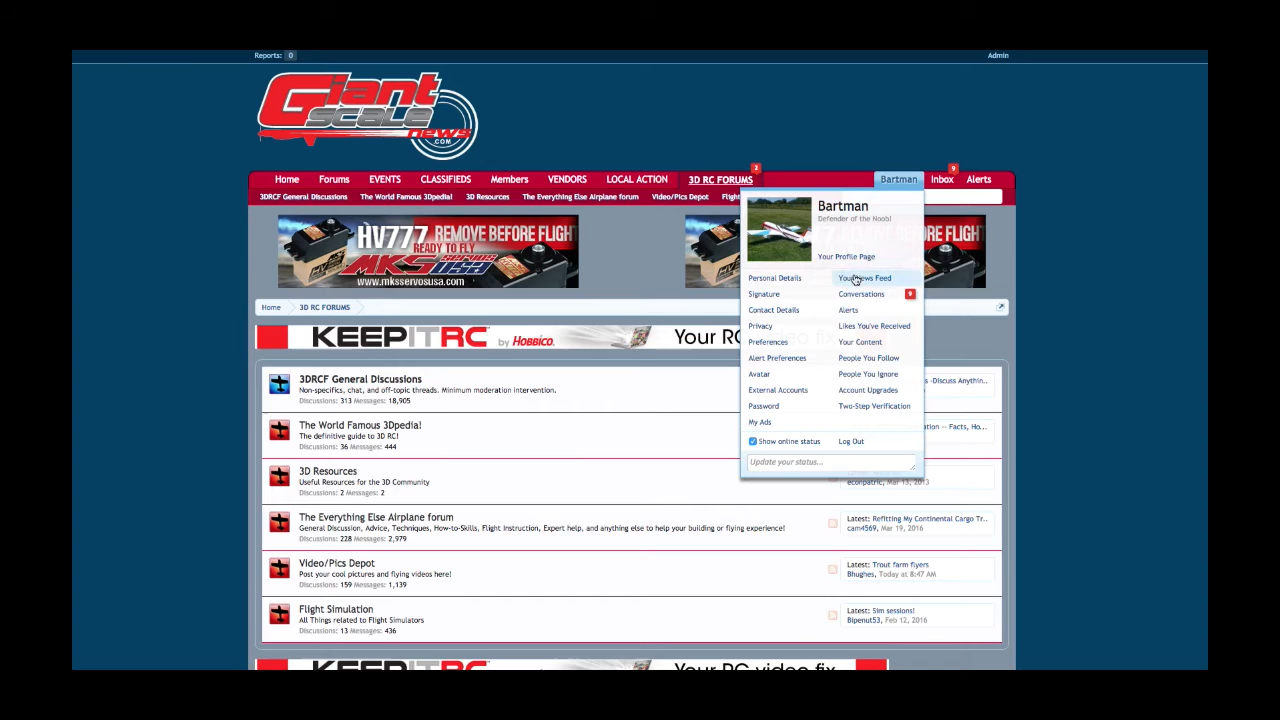 Reports: 0
Admin
Giant
Scale
news
.COM
3
9
Home Forums EVENTS CLASSIFIEDS Members VENDORS LOCAL ACTION 3D RC FORUMS Bartman Inbox Alerts
3DRCF General Discussions The World Famous 3Dpedia! 3D Resources The Everything Else Airplane forum Video/Pics Depot
HV777 REMOVE BEFORE FLIGHT
READY TO FLY
MKS USA
www.mksservosusa.com
Bartman
Defender of the Noob!
Your Profile Page
Personal Details
Signature
Contact Details
Privacy
Preferences
Alert Preferences
Avatar
External Accounts
Password
My Ads
Your News Feed
Conversations 9
Alerts
Likes You've Received
Your Content
People You Follow
People You Ignore
Account Upgrades
Two-Step Verification
Show online status
Log Out
Update your status...
Home 3D RC FORUMS
KEEPITRC by Hobbico. Your RC
3DRCF General Discussions
Non-specifics, chat, and off-topic threads. Minimum moderation intervention.
Discussions: 313 Messages: 18,905
-Discuss Anythin...
The World Famous 3Dpedia!
The definitive guide to 3D RC!
Discussions: 36 Messages: 444
-- Facts, Ho...
3D Resources
Useful Resources for the 3D Community
Discussions: 2 Messages: 2
econpatric, Mar 13, 2013
The Everything Else Airplane forum
General Discussion, Advice, Techniques, How-to-Skills, Flight Instruction, Expert help, and anything else to help your building or flying experience!
Discussions: 228 Messages: 2,979
Latest: Refitting My Continental Cargo Tr...
cam4569, Mar 19, 2016
Video/Pics Depot
Post your cool pictures and flying videos here!
Discussions: 159 Messages: 1,139
Latest: Trout farm flyers
Bhughes, Today at 8:47 AM
Flight Simulation
All Things related to Flight Simulators
Discussions: 13 Messages: 436
Latest: Sim sessions!
Bipenut53, Feb 12, 2016
KEEPITRC by Hobbico. Your RC video fix